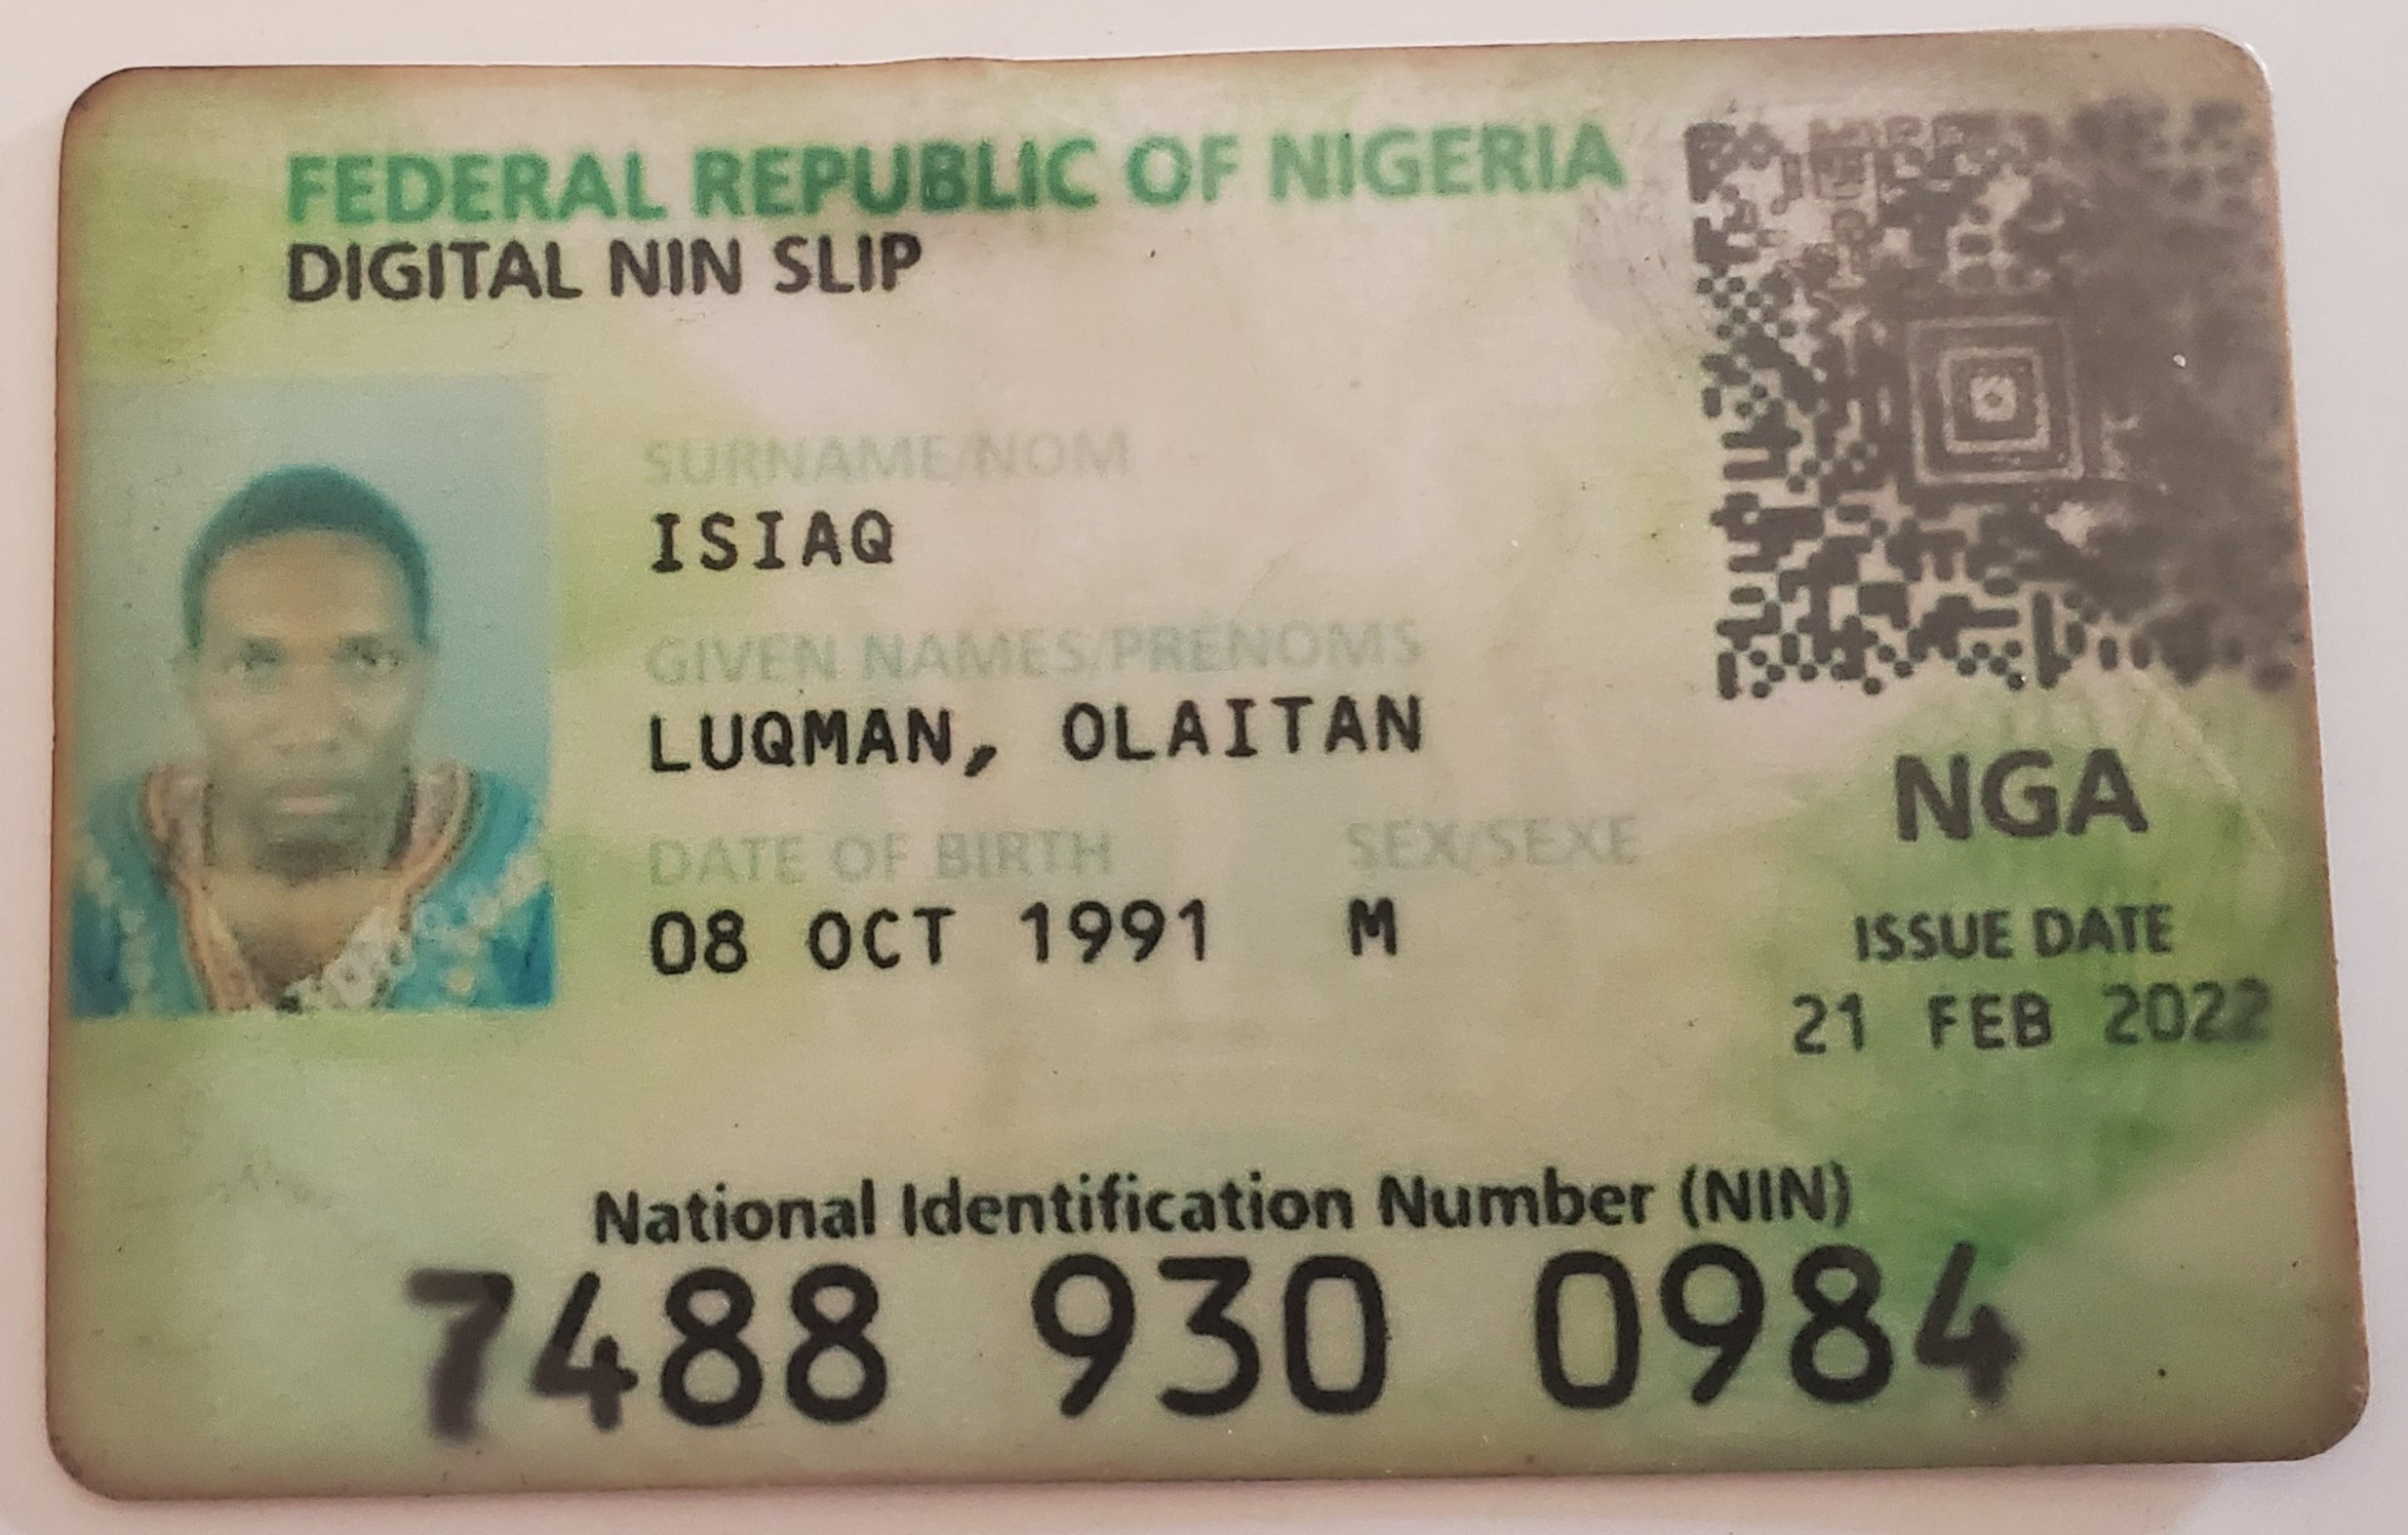 FEDERAL REPUBLIC OF NIGERIA
DIGITAL NIN SLIP
SURNAME/NOM
ISIAQ
GIVEN NAMES/PRENOMS
LUQMAN, OLAITAN
DATE OF BIRTH SEX/SEXE
08 OCT 1991 M
NGA
ISSUE DATE
21 FEB 2022
National Identification Number (NIN)
7488 930 0984